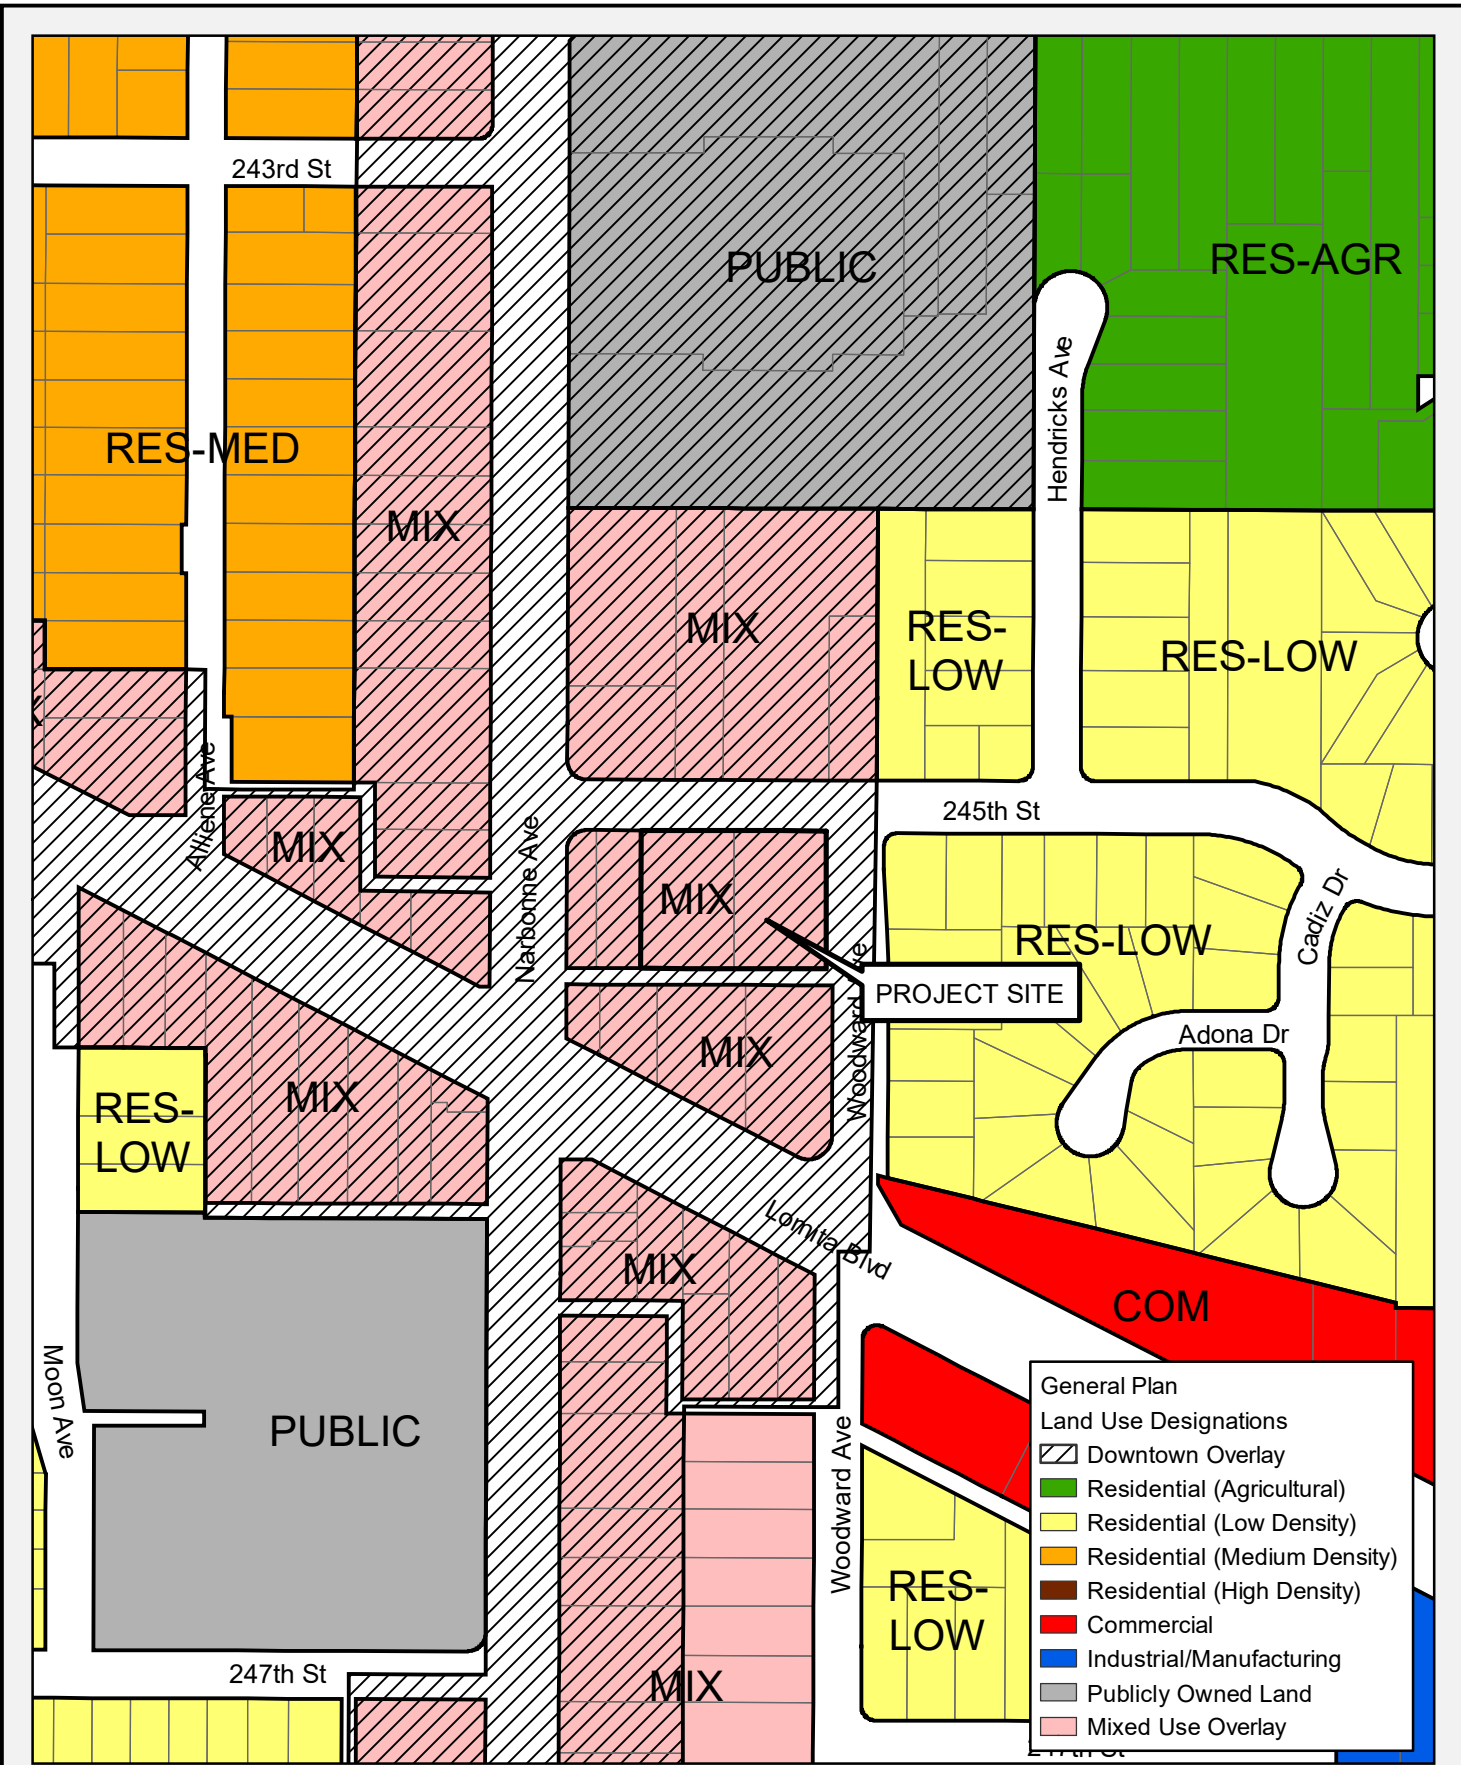 243rd St
PUBLIC
RES-AGR
Hendricks Ave
RES-MED
MIX
MIX
RES-
LOW
RES-LOW
Alliene Ave
MIX
Narbonne Ave
245th St
MIX
Cadiz Dr
RES-LOW
Woodward Ave
PROJECT SITE
Adona Dr
MIX
MIX
RES-
LOW
Lomita Blvd
MIX
COM
Moon Ave
PUBLIC
Woodward Ave
RES-
LOW
247th St
MIX
General Plan
Land Use Designations
Downtown Overlay
Residential (Agricultural)
Residential (Low Density)
Residential (Medium Density)
Residential (High Density)
Commercial
Industrial/Manufacturing
Publicly Owned Land
Mixed Use Overlay